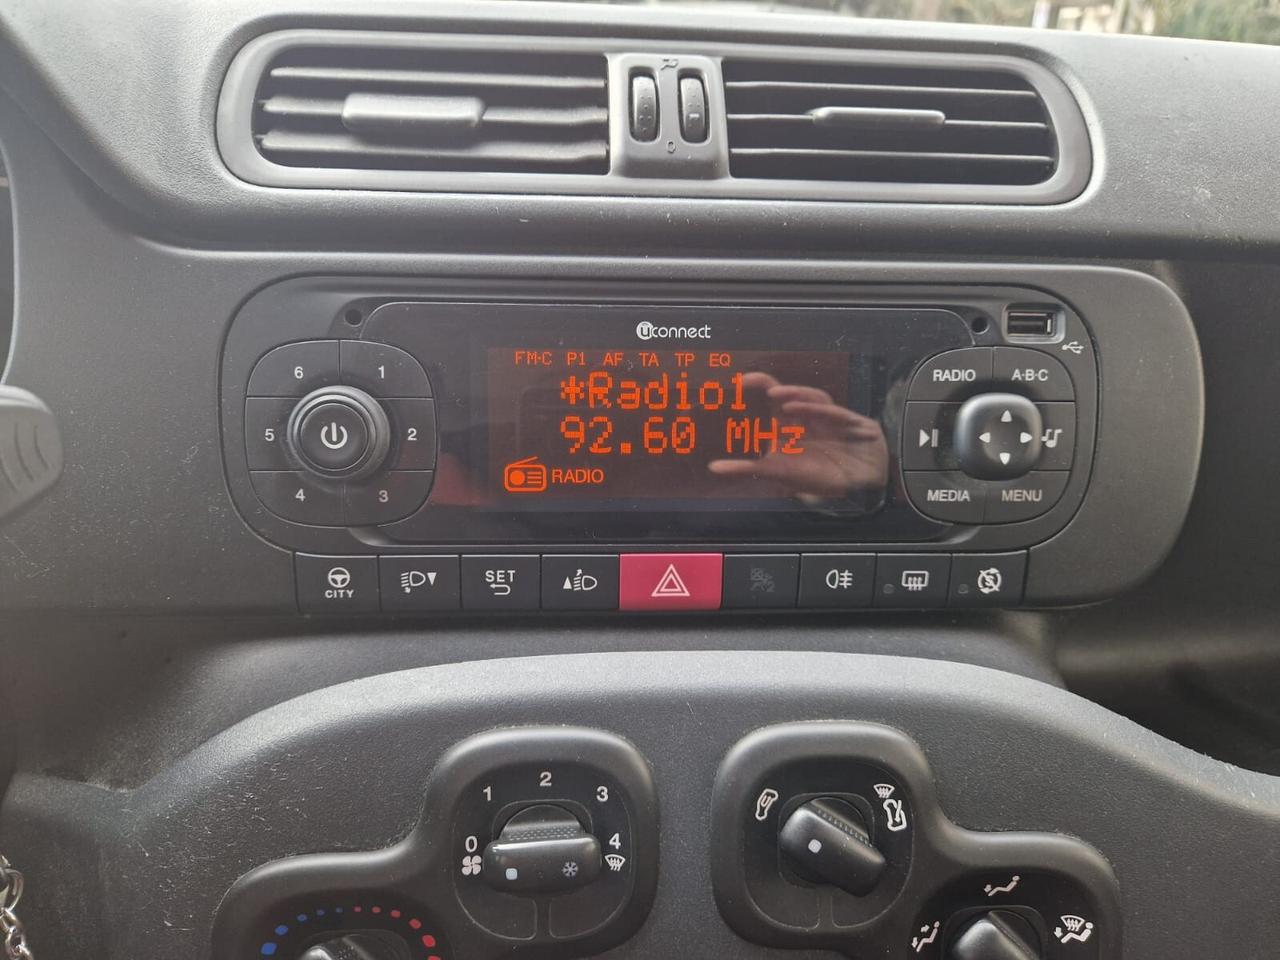 uconnect
FM-C P1 AF TA TP EQ
*Radio1
92.60 MHz
RADIO
6 1
5 2
4 3
RADIO A·B·C
MEDIA MENU
CITY
SET
2
1 3
0 4
0